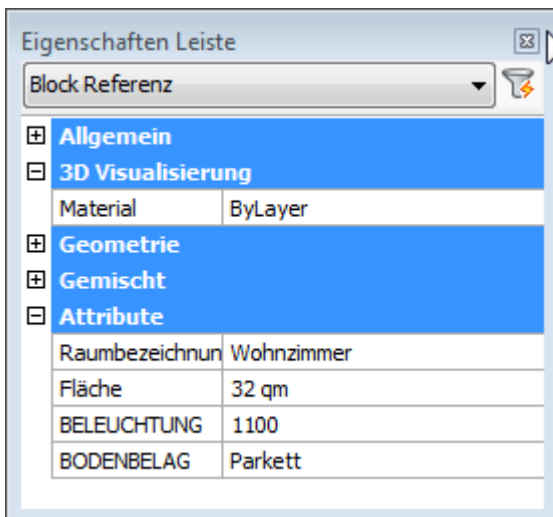 Eigenschaften Leiste
Block Referenz
Allgemein
3D Visualisierung
Material ByLayer
Geometrie
Gemischt
Attribute
Raumbezeichnun Wohnzimmer
Fläche 32 qm
BELEUCHTUNG 1100
BODENBELAG Parkett